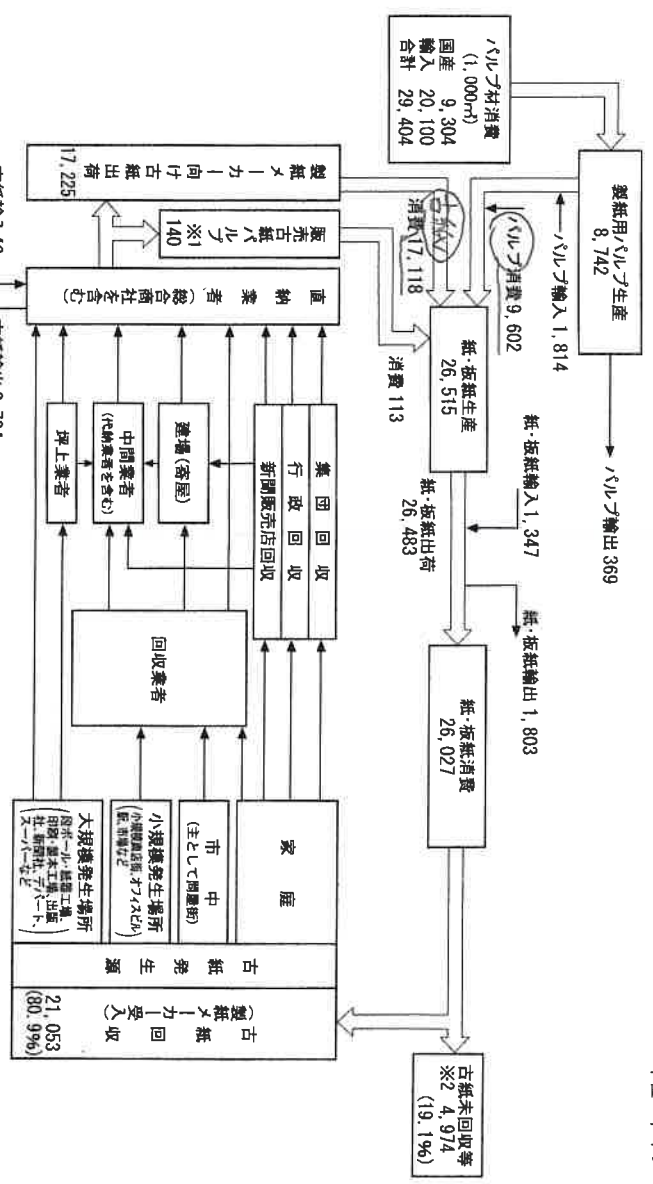 パルプ材消費
(1,000㎥)
国産 9,304
輸入 20,100
合計 29,404
製紙用パルプ生産
8,742
パルプ輸出 369
パルプ輸入 1,814
パルプ消費 9,602
古紙
消費 17,118
消費 113
紙・板紙生産
26,515
紙・板紙輸入 1,347
紙・板紙出荷
26,483
紙・板紙輸出 1,803
紙・板紙消費
26,027
古紙未回収等
※2 4,974
(19.1%)
製紙メーカー向け古紙出荷
17,225
販売古紙パルプ
※1
140
直納業者(総合商社を含む)
集団回収
行政回収
新聞販売店回収
建場(寄屋)
中間業者
(代納業者を含む)
坪上業者
回収業者
家庭
市中
(主として問屋街)
小規模発生場所
(小規模商店街、オフィスビル
駅、市場など)
大規模発生場所
(段ボール・紙器工場、
印刷・製本工場、出版
社、新聞社、デパート、
スーパーなど)
古紙発生源
古紙回収
(製紙メーカー受入)
21,053
(80.9%)